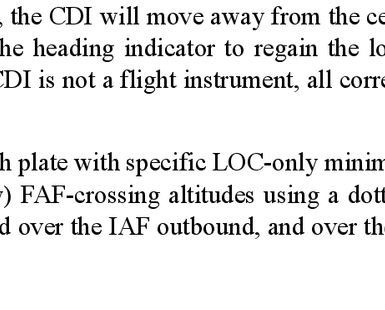 , the CDI will move away from the ce
he heading indicator to regain the lo
CDI is not a flight instrument, all corre
h plate with specific LOC-only minim
) FAF-crossing altitudes using a dott
d over the IAF outbound, and over the